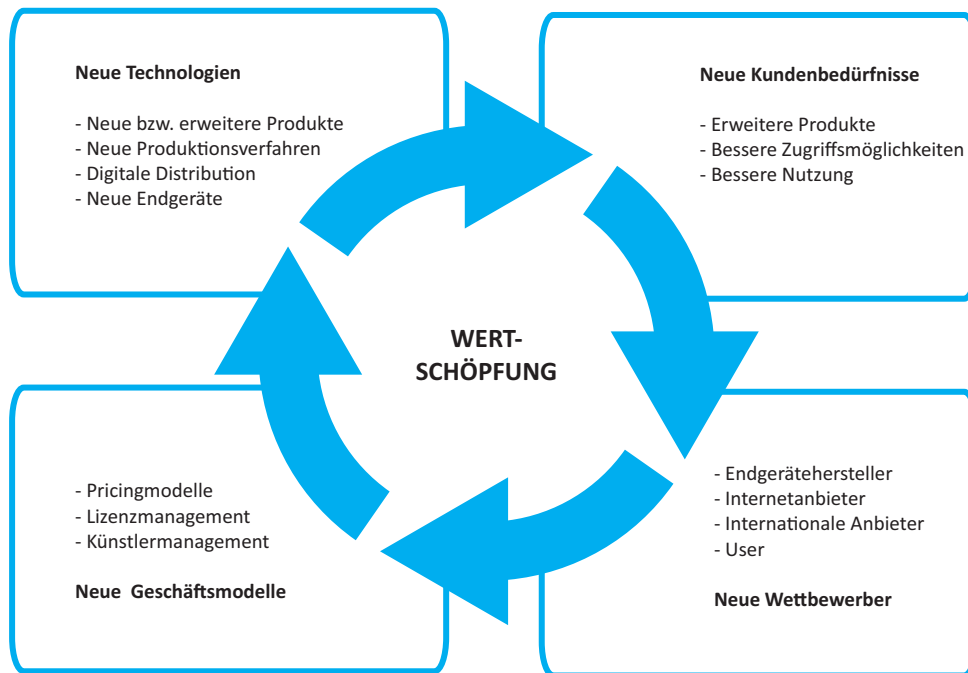 Neue Technologien
- Neue bzw. erweitere Produkte
- Neue Produktionsverfahren
- Digitale Distribution
- Neue Endgeräte
Neue Kundenbedürfnisse
- Erweitere Produkte
- Bessere Zugriffsmöglichkeiten
- Bessere Nutzung
WERT-
SCHÖPFUNG
- Pricingmodelle
- Lizenzmanagement
- Künstlermanagement
Neue Geschäftsmodelle
- Endgerätehersteller
- Internetanbieter
- Internationale Anbieter
- User
Neue Wettbewerber